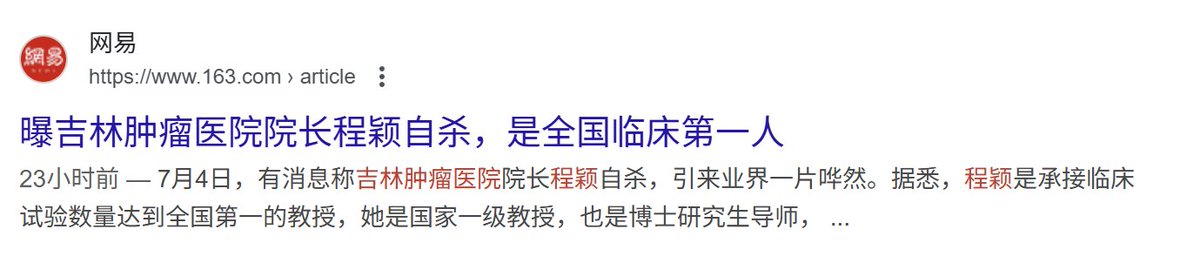 網易
网易
https://www.163.com › article
曝吉林肿瘤医院院长程颖自杀，是全国临床第一人
23小时前 — 7月4日，有消息称吉林肿瘤医院院长程颖自杀，引来业界一片哗然。据悉，程颖是承接临床
试验数量达到全国第一的教授，她是国家一级教授，也是博士研究生导师， ...